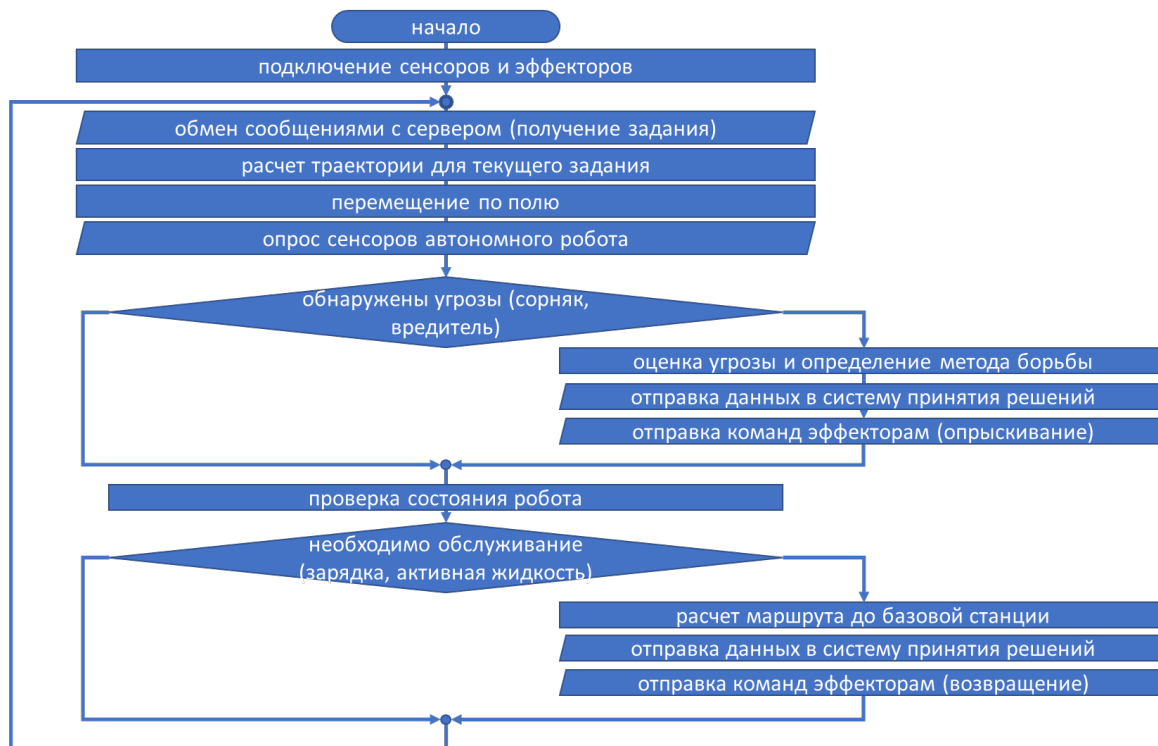 начало
подключение сенсоров и эффекторов
обмен сообщениями с сервером (получение задания)
расчет траектории для текущего задания
перемещение по полю
опрос сенсоров автономного робота
обнаружены угрозы (сорняк,
вредитель)
оценка угрозы и определение метода борьбы
отправка данных в систему принятия решений
отправка команд эффекторам (опрыскивание)
проверка состояния робота
необходимо обслуживание
(зарядка, активная жидкость)
расчет маршрута до базовой станции
отправка данных в систему принятия решений
отправка команд эффекторам (возвращение)